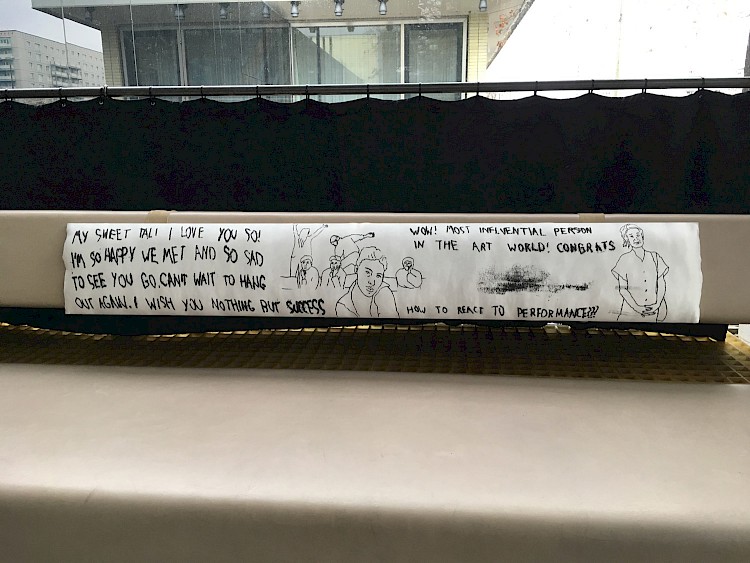 MY SWEET TALI I LOVE YOU SO!
I'M SO HAPPY WE MET AND SO SAD
TO SEE YOU GO. CAN'T WAIT TO HANG
OUT AGAIN. I WISH YOU NOTHING BUT SUCCESS
WOW! MOST INFLUENTIAL PERSON
IN THE ART WORLD! CONGRATS
HOW TO REACT TO PERFORMANCE???